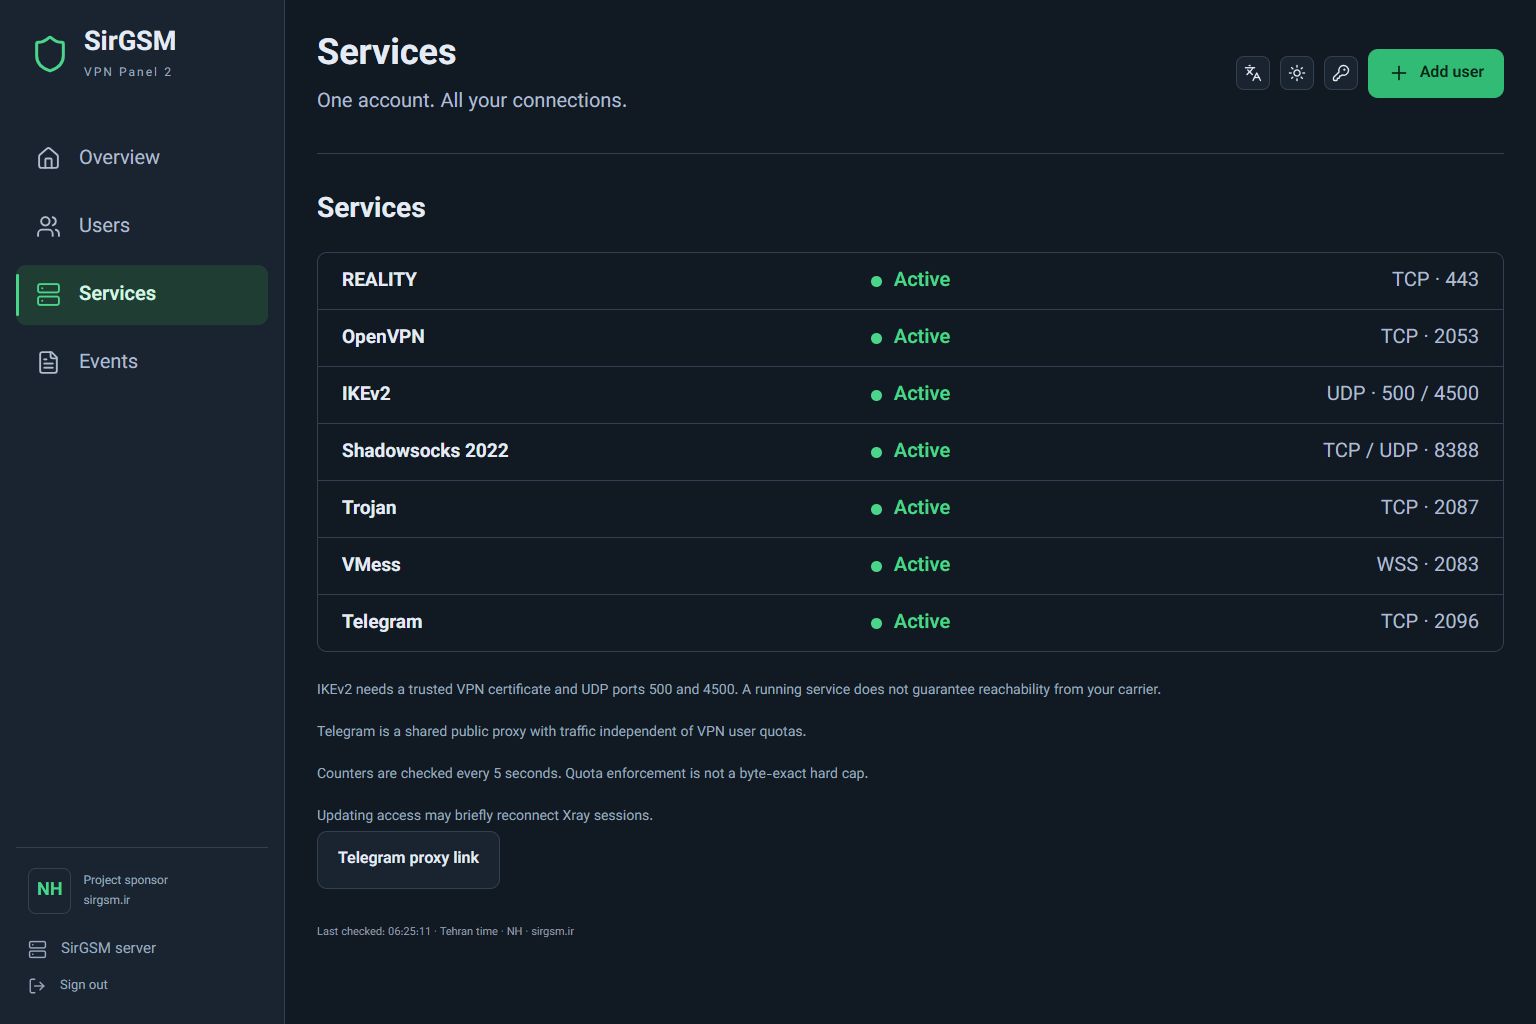 SirGSM
VPN Panel 2
Overview
Users
Services
Events
Project sponsor
NH
sirgsm.ir
SirGSM server
Sign out
Services
One account. All your connections.
Add user
Services
REALITY Active TCP · 443
OpenVPN Active TCP · 2053
IKEv2 Active UDP · 500 / 4500
Shadowsocks 2022 Active TCP / UDP · 8388
Trojan Active TCP · 2087
VMess Active WSS · 2083
Telegram Active TCP · 2096
IKEv2 needs a trusted VPN certificate and UDP ports 500 and 4500. A running service does not guarantee reachability from your carrier.
Telegram is a shared public proxy with traffic independent of VPN user quotas.
Counters are checked every 5 seconds. Quota enforcement is not a byte-exact hard cap.
Updating access may briefly reconnect Xray sessions.
Telegram proxy link
Last checked: 06:25:11 · Tehran time · NH · sirgsm.ir